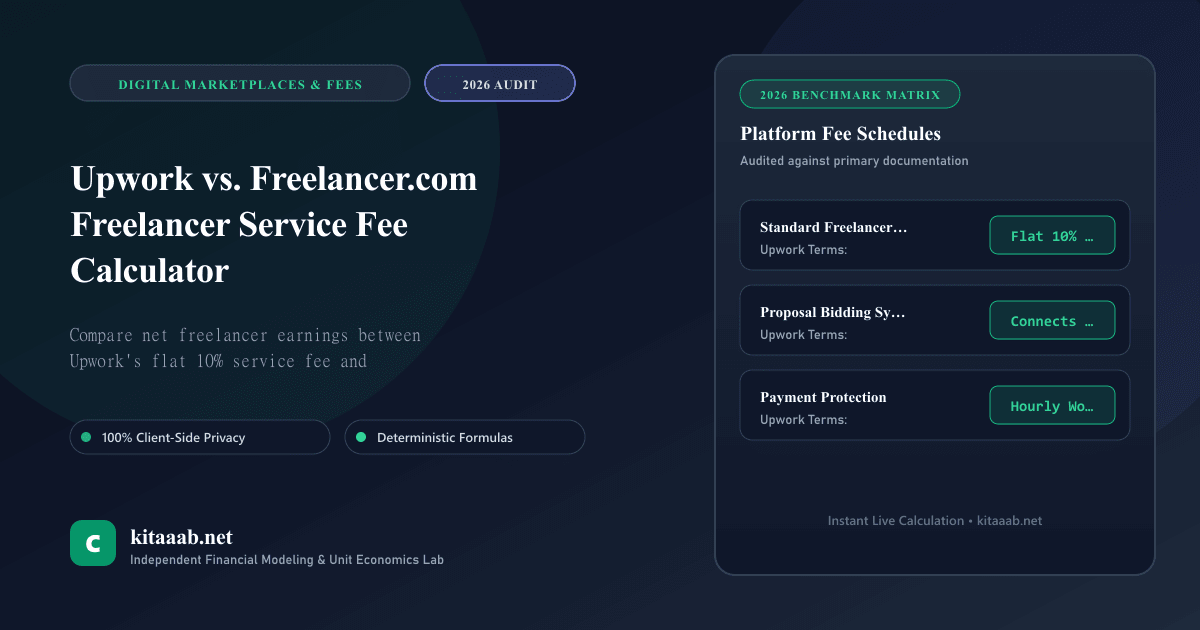 DIGITAL MARKETPLACES & FEES
2026 AUDIT
Upwork vs. Freelancer.com
Freelancer Service Fee
Calculator
Compare net freelancer earnings between
Upwork's flat 10% service fee and
100% Client-Side Privacy
Deterministic Formulas
C
kitaaab.net
Independent Financial Modeling & Unit Economics Lab
2026 BENCHMARK MATRIX
Platform Fee Schedules
Audited against primary documentation
Standard Freelancer…
Upwork Terms:
Flat 10% …
Proposal Bidding Sy…
Upwork Terms:
Connects …
Payment Protection
Upwork Terms:
Hourly Wo…
Instant Live Calculation • kitaaab.net